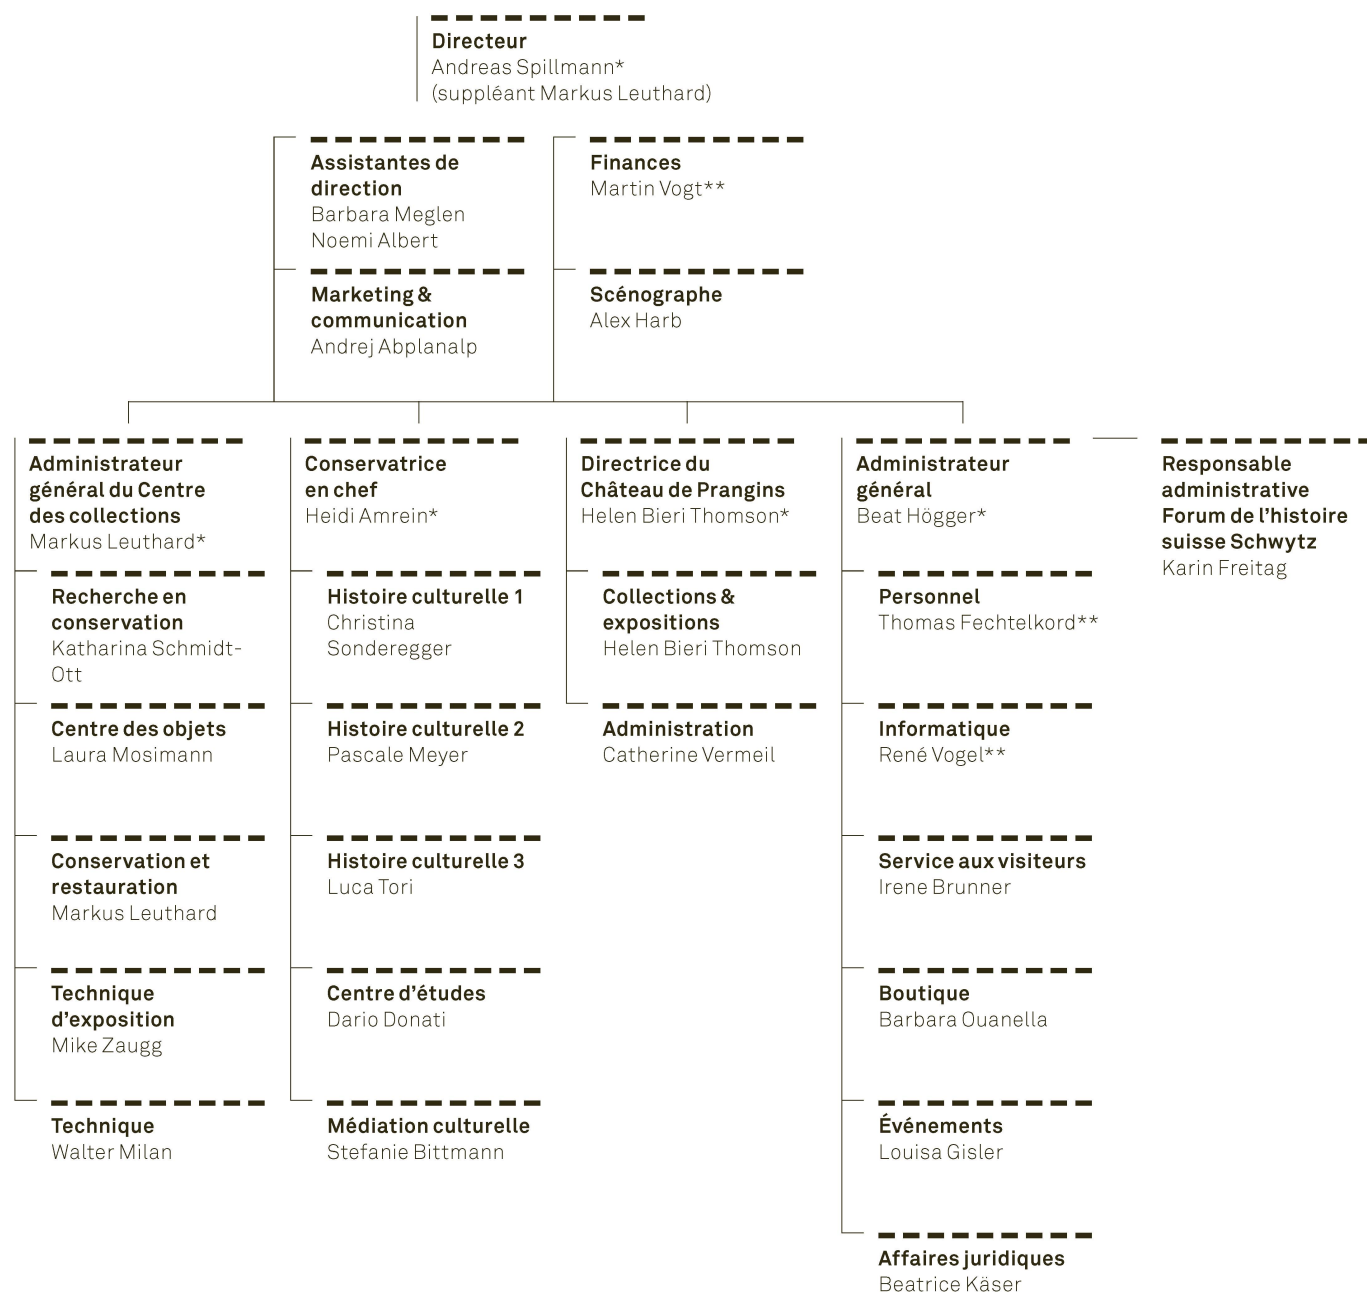 Directeur
Andreas Spillmann*
(suppléant Markus Leuthard)
Assistantes de
direction
Barbara Meglen
Noemi Albert
Finances
Martin Vogt**
Marketing &
communication
Andrej Abplanalp
Scénographe
Alex Harb
Administrateur
général du Centre
des collections
Markus Leuthard*
Recherche en
conservation
Katharina Schmidt-
Ott
Centre des objets
Laura Mosimann
Conservation et
restauration
Markus Leuthard
Technique
d’exposition
Mike Zaugg
Technique
Walter Milan
Conservatrice
en chef
Heidi Amrein*
Histoire culturelle 1
Christina
Sonderegger
Histoire culturelle 2
Pascale Meyer
Histoire culturelle 3
Luca Tori
Centre d’études
Dario Donati
Médiation culturelle
Stefanie Bittmann
Directrice du
Château de Prangins
Helen Bieri Thomson*
Collections &
expositions
Helen Bieri Thomson
Administration
Catherine Vermeil
Administrateur
général
Beat Högger*
Personnel
Thomas Fechtelkord**
Informatique
René Vogel**
Service aux visiteurs
Irene Brunner
Boutique
Barbara Quanella
Événements
Louisa Gisler
Affaires juridiques
Beatrice Käser
Responsable
administrative
Forum de l’histoire
suisse Schwytz
Karin Freitag